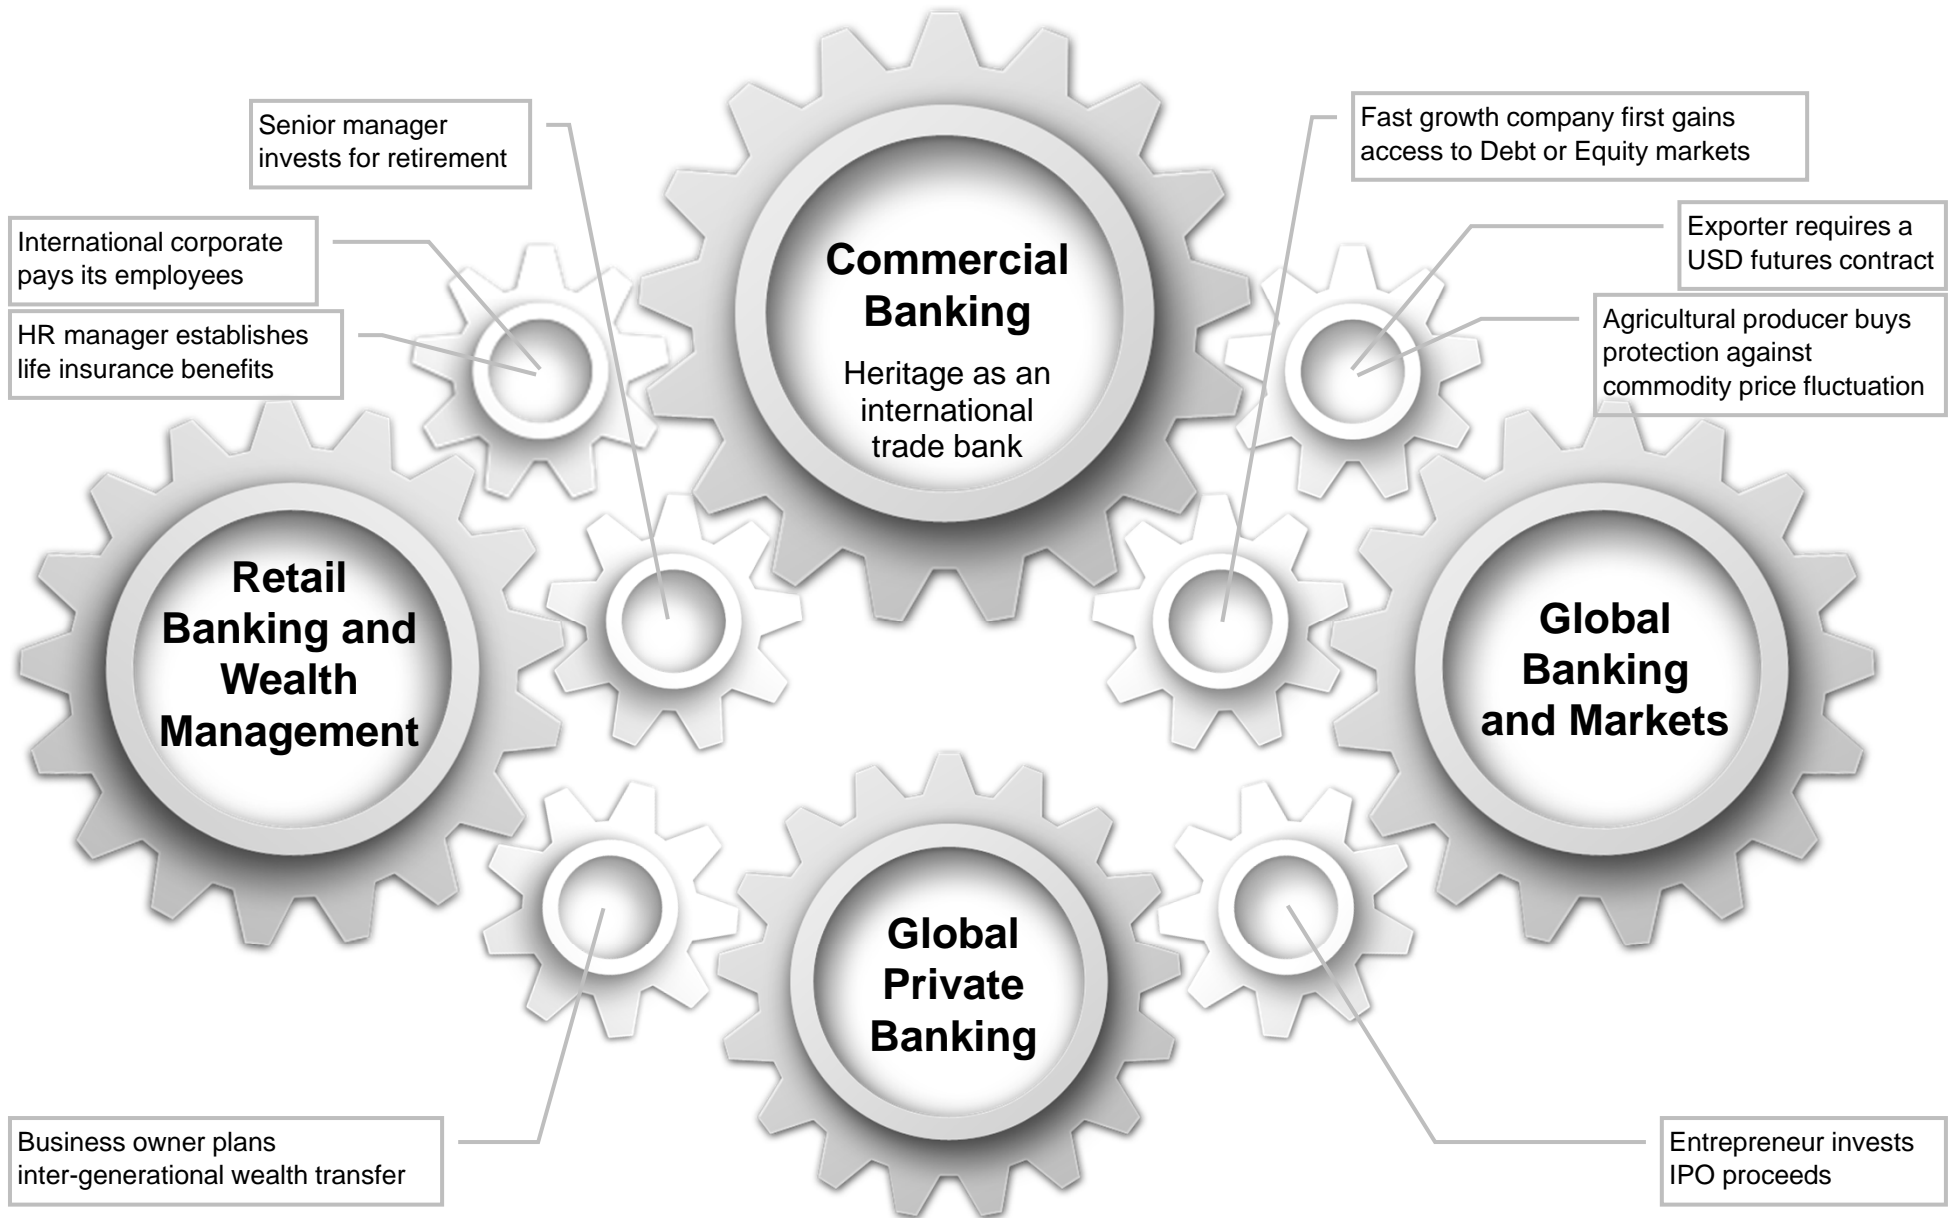 Senior manager
invests for retirement
Fast growth company first gains
access to Debt or Equity markets
International corporate
pays its employees
Exporter requires a
USD futures contract
HR manager establishes
life insurance benefits
Agricultural producer buys
protection against
commodity price fluctuation
Commercial
Banking
Heritage as an
international
trade bank
Retail
Banking and
Wealth
Management
Global
Banking
and Markets
Global
Private
Banking
Business owner plans
inter-generational wealth transfer
Entrepreneur invests
IPO proceeds